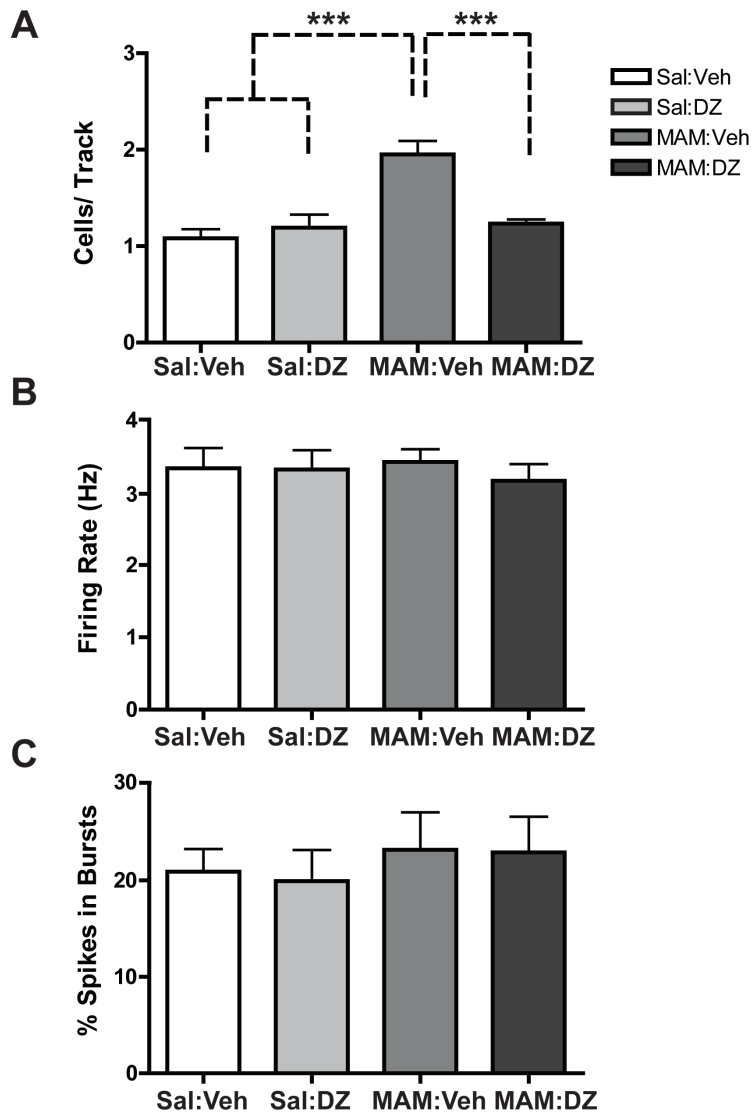 A
*** ***
3
2
1
0
Cells/ Track
Sal:Veh Sal:DZ MAM:Veh MAM:DZ
Sal:Veh
Sal:DZ
MAM:Veh
MAM:DZ
B
4
3
2
1
0
Firing Rate (Hz)
Sal:Veh Sal:DZ MAM:Veh MAM:DZ
C
30
20
10
0
% Spikes in Bursts
Sal:Veh Sal:DZ MAM:Veh MAM:DZ